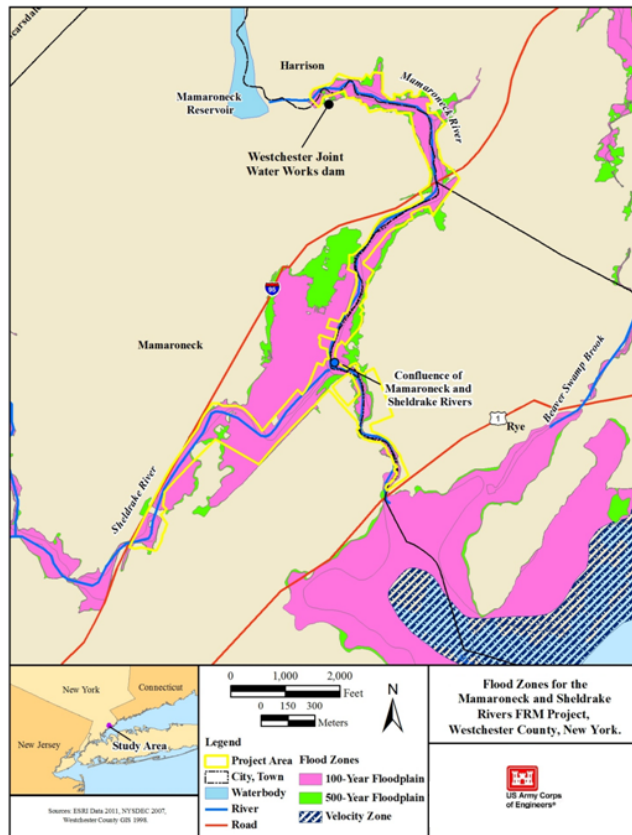 carsdale
Harrison
Mamaroneck River
Mamaroneck
Reservoir
Westchester Joint
Water Works dam
95
Mamaroneck
Confluence of
Mamaroneck and
Sheldrake Rivers
Beaver Swamp Brook
1
Rye
Sheldrake River
New York
Connecticut
New Jersey
Study Area
Sources: ESRI Data 2011, NYSDEC 2007,
Westchester County GIS 1998.
0 1,000 2,000
Feet
0 150 300
Meters
N
Legend
Project Area
City, Town
Waterbody
River
Road
Flood Zones
100-Year Floodplain
500-Year Floodplain
Velocity Zone
Flood Zones for the
Mamaroneck and Sheldrake
Rivers FRM Project,
Westchester County, New York.
US Army Corps
of Engineers®